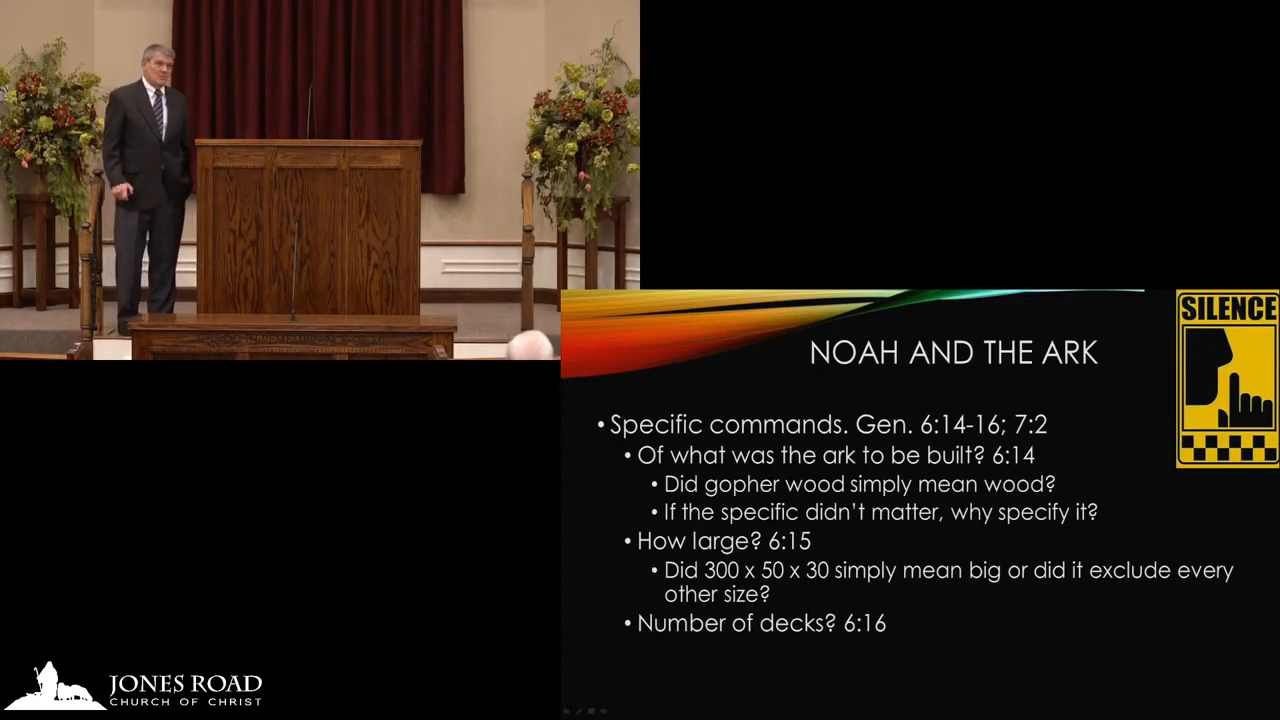 SILENCE
NOAH AND THE ARK
• Specific commands. Gen. 6:14-16; 7:2
• Of what was the ark to be built? 6:14
• Did gopher wood simply mean wood?
• If the specific didn't matter, why specify it?
• How large? 6:15
• Did 300 x 50 x 30 simply mean big or did it exclude every
other size?
• Number of decks? 6:16
JONES ROAD
CHURCH OF CHRIST